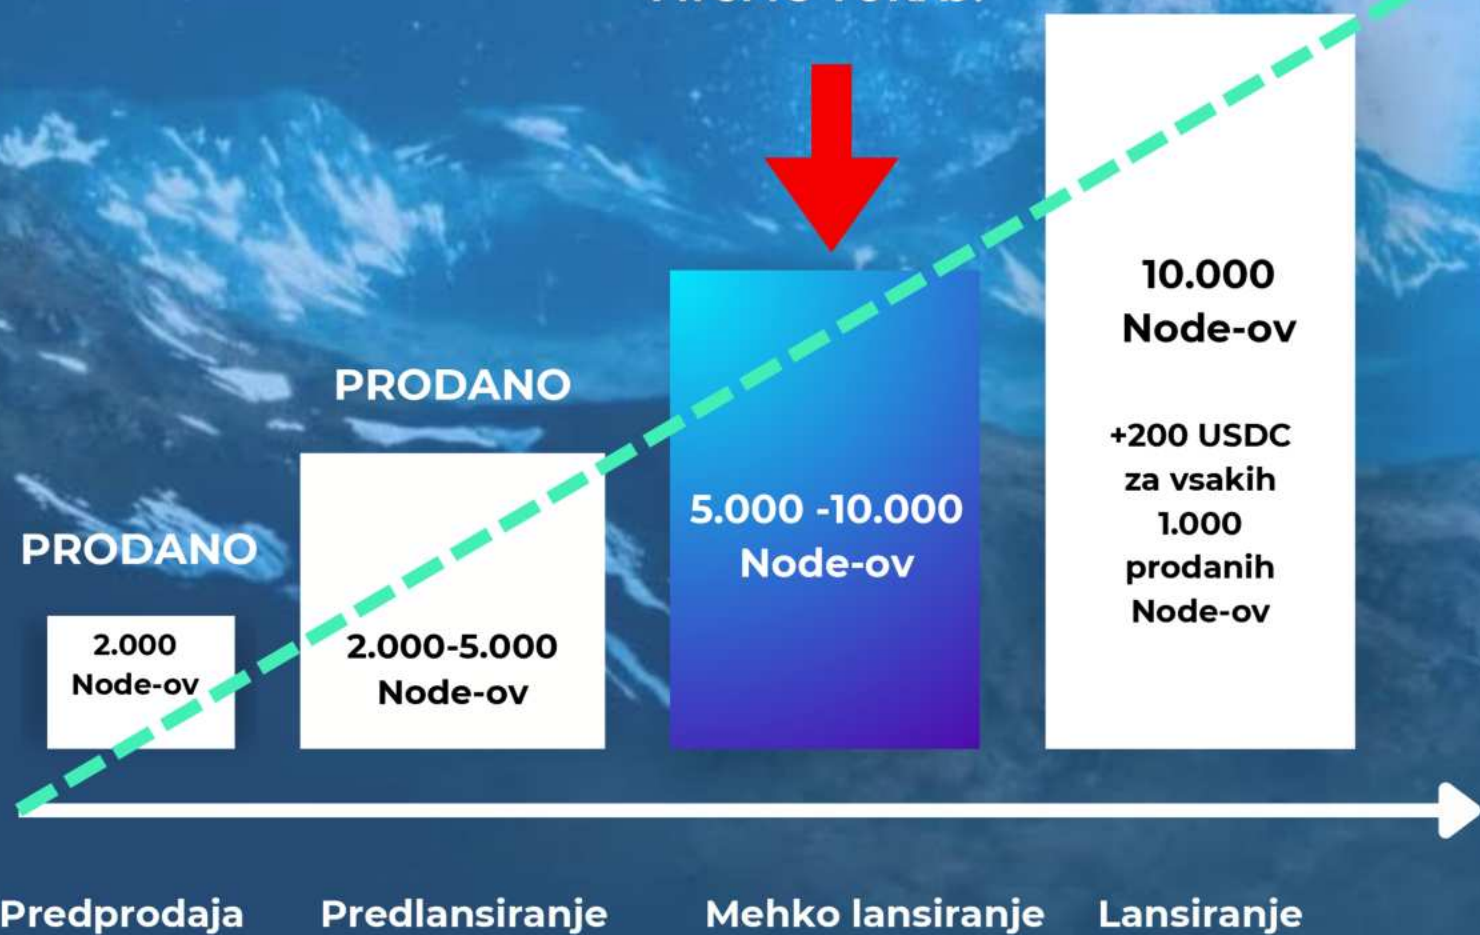 PRODANO
PRODANO
2.000
Node-ov
2.000-5.000
Node-ov
5.000 -10.000
Node-ov
10.000
Node-ov
+200 USDC
za vsakih
1.000
prodanih
Node-ov
Predprodaja
Predlansiranje
Mehko lansiranje
Lansiranje